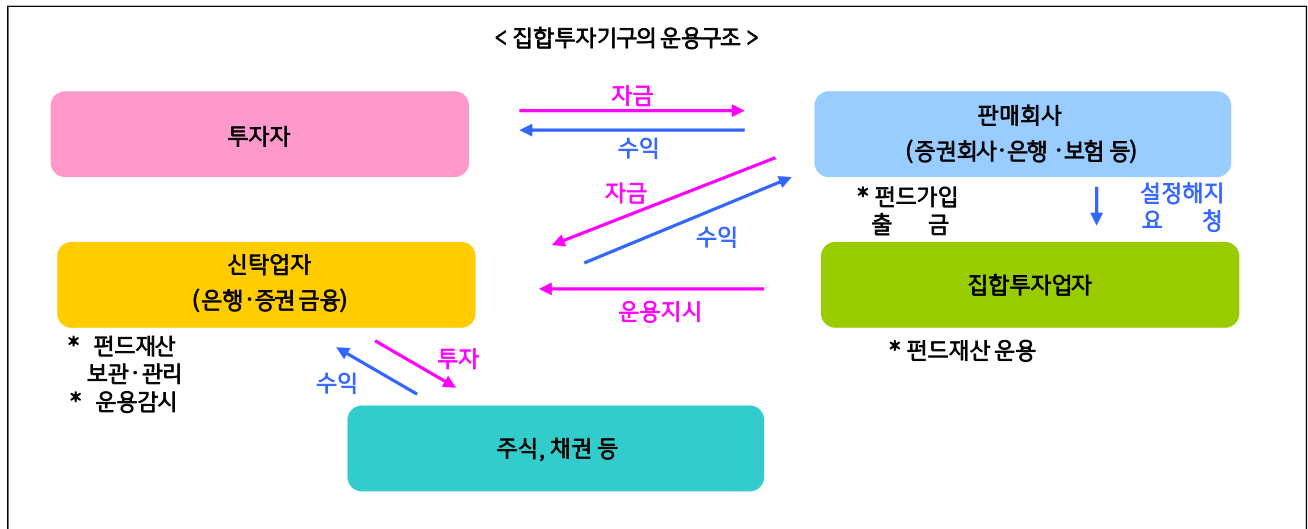 < 집합투자기구의 운용구조 >
자금
투자자
수익
판매회사
(증권회사·은행 ·보험 등)
자금
수익
* 펀드가입
출 금
설정해지
요 청
신탁업자
(은행·증권 금융)
운용지시
집합투자업자
* 펀드재산
보관·관리
* 운용감시
* 펀드재산 운용
투자
수익
주식, 채권 등